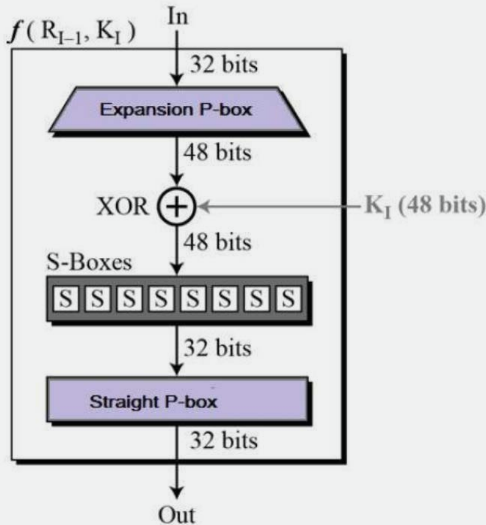 In
f ( R_{I–1}, K_I )
32 bits
Expansion P-box
48 bits
XOR
K_I (48 bits)
48 bits
S-Boxes
S S S S S S S S
32 bits
Straight P-box
32 bits
Out